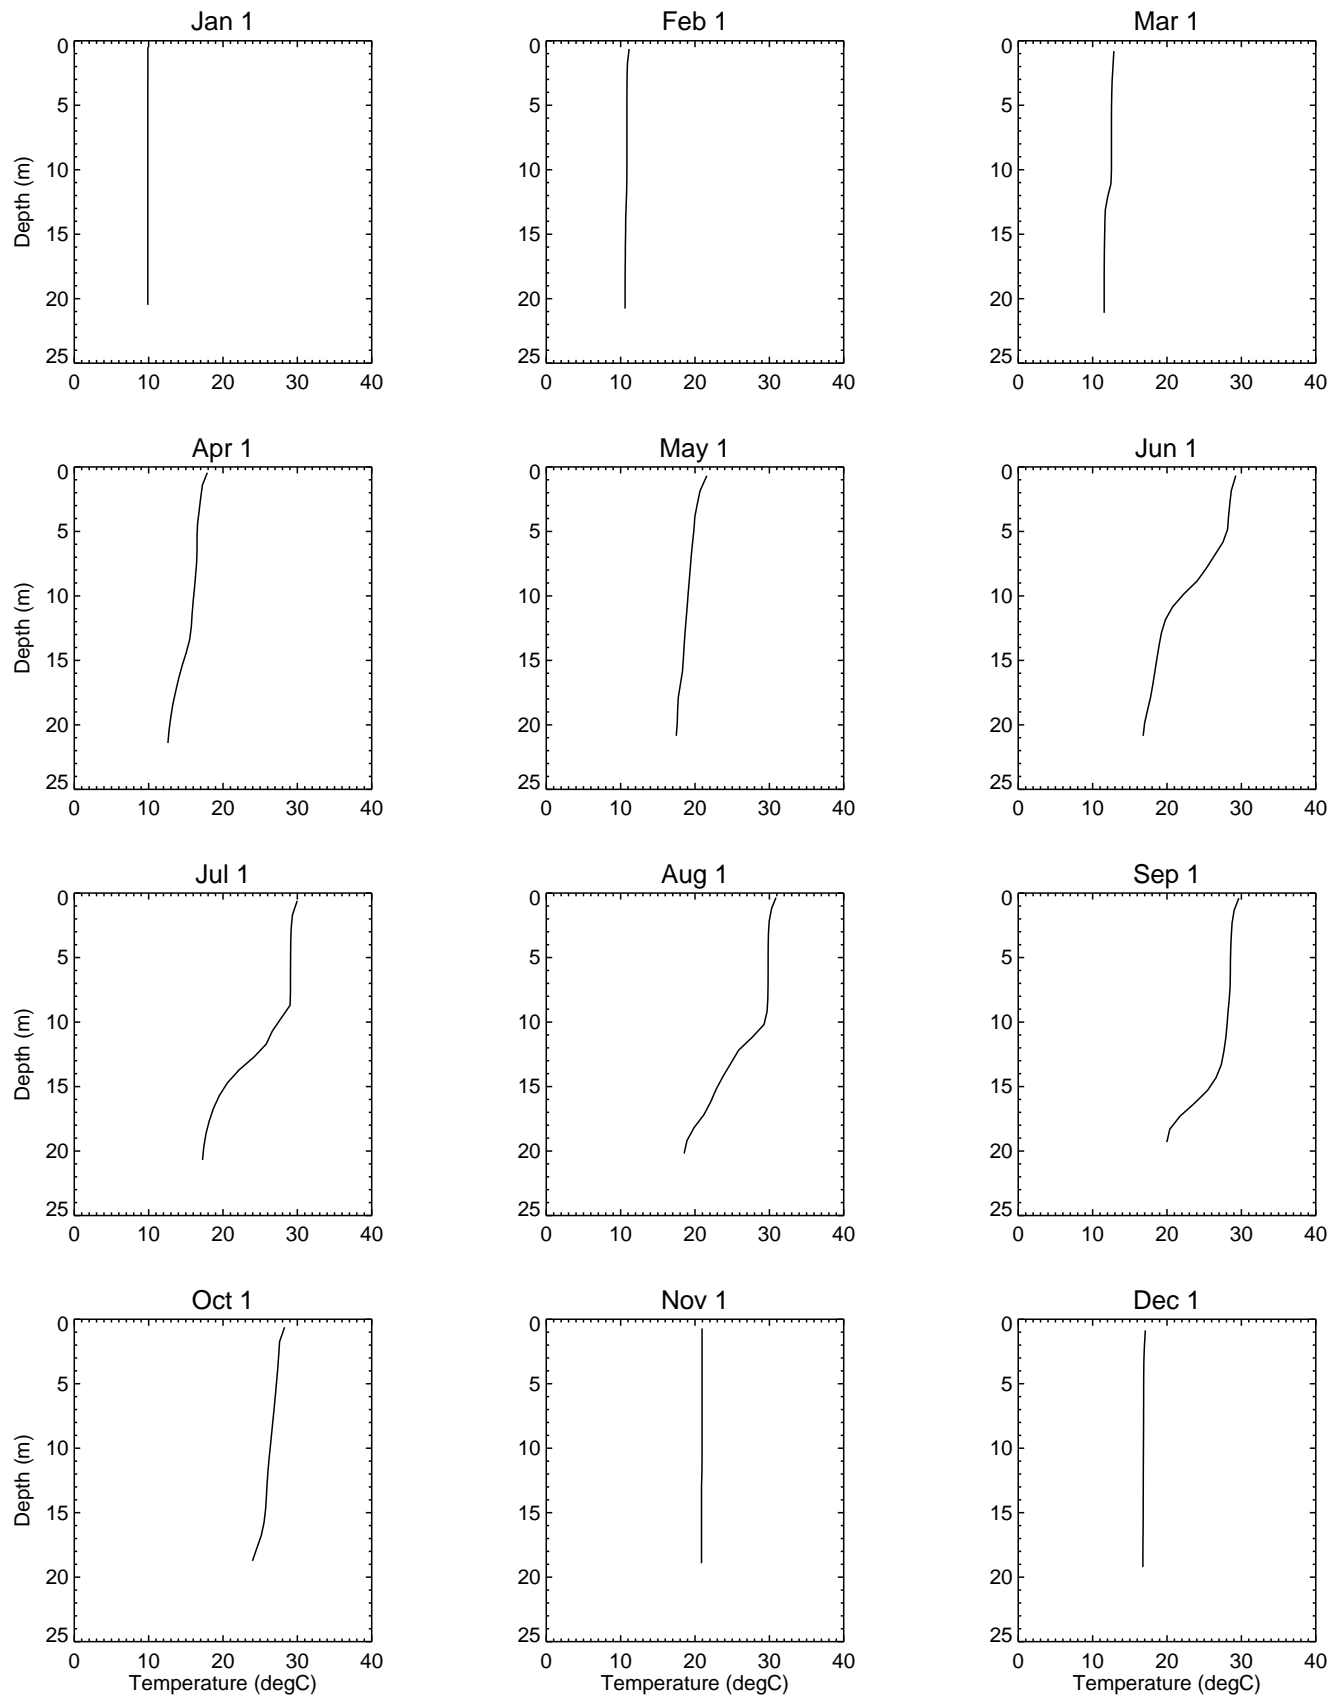 Jan 1 Feb 1 Mar 1
0 0 0
5 5 5
Depth (m) 10 10 10
15 15 15
20 20 20
25 25 25
0 10 20 30 40 0 10 20 30 40 0 10 20 30 40
Apr 1 May 1 Jun 1
0 0 0
5 5 5
Depth (m) 10 10 10
15 15 15
20 20 20
25 25 25
0 10 20 30 40 0 10 20 30 40 0 10 20 30 40
Jul 1 Aug 1 Sep 1
0 0 0
5 5 5
Depth (m) 10 10 10
15 15 15
20 20 20
25 25 25
0 10 20 30 40 0 10 20 30 40 0 10 20 30 40
Oct 1 Nov 1 Dec 1
0 0 0
5 5 5
Depth (m) 10 10 10
15 15 15
20 20 20
25 25 25
0 10 20 30 40 0 10 20 30 40 0 10 20 30 40
Temperature (degC) Temperature (degC) Temperature (degC)